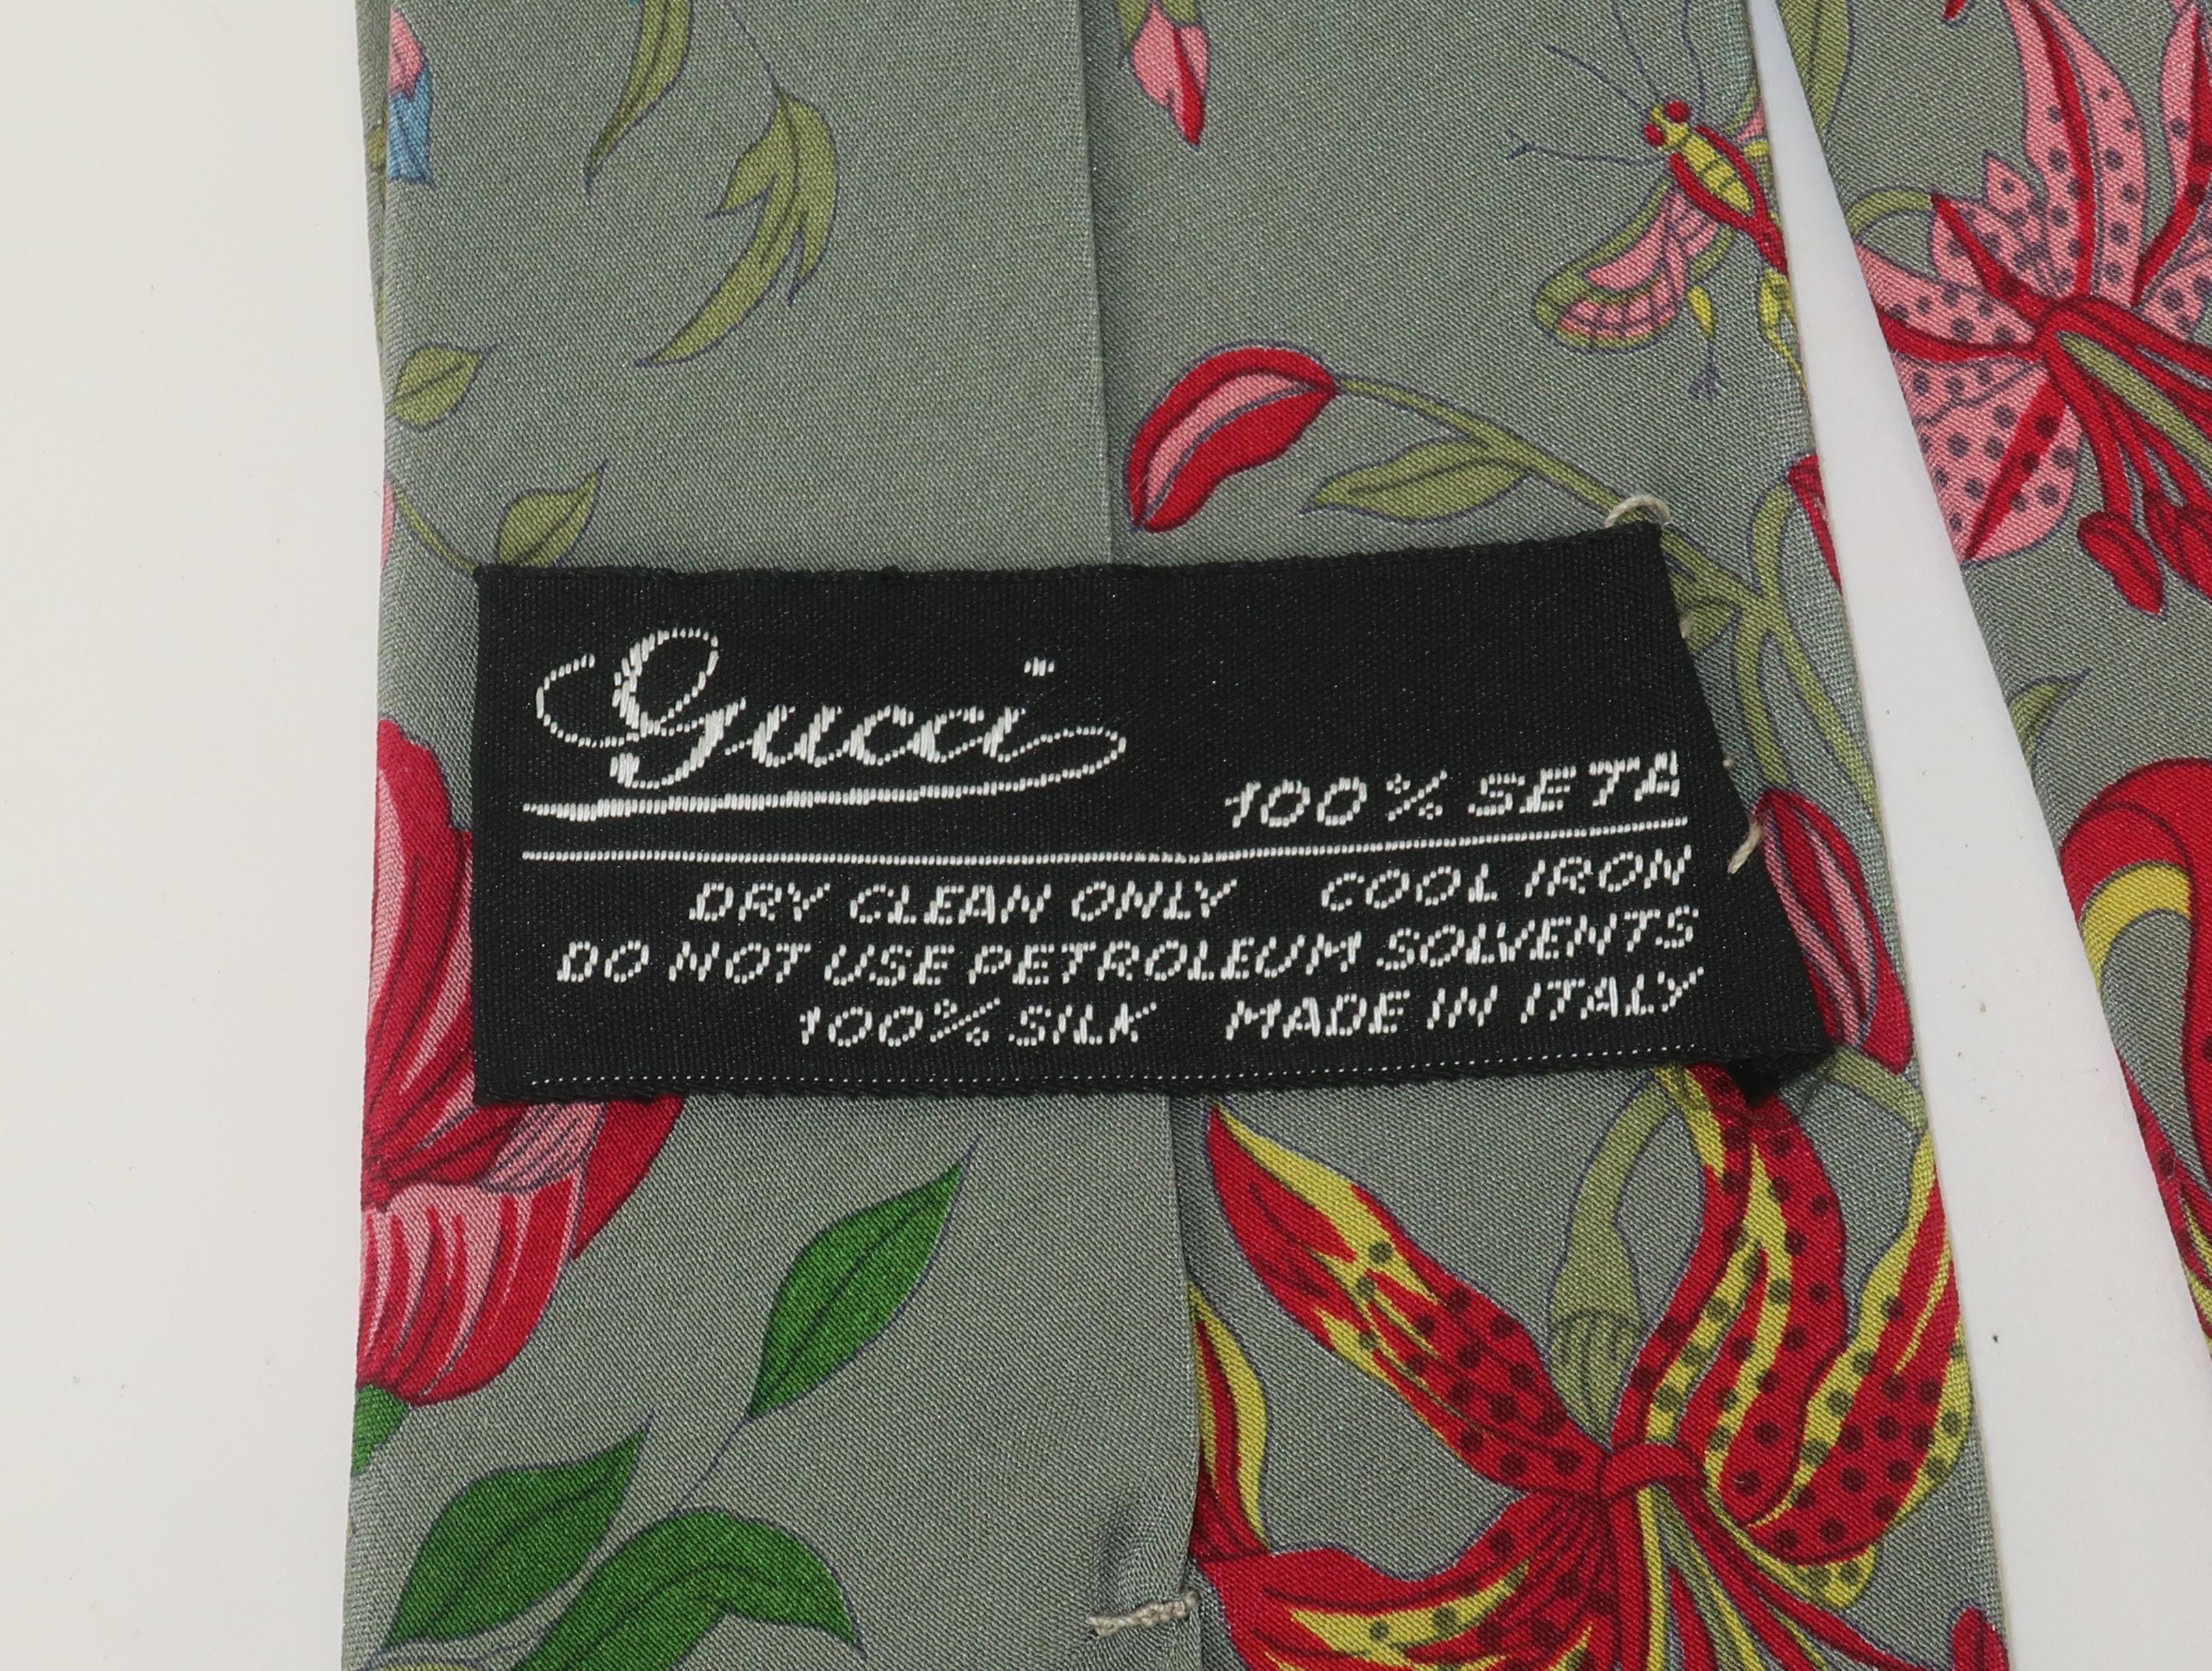 Gucci
100% SETA
DRY CLEAN ONLY COOL IRON
DO NOT USE PETROLEUM SOLVENTS
100% SILK MADE IN ITALY